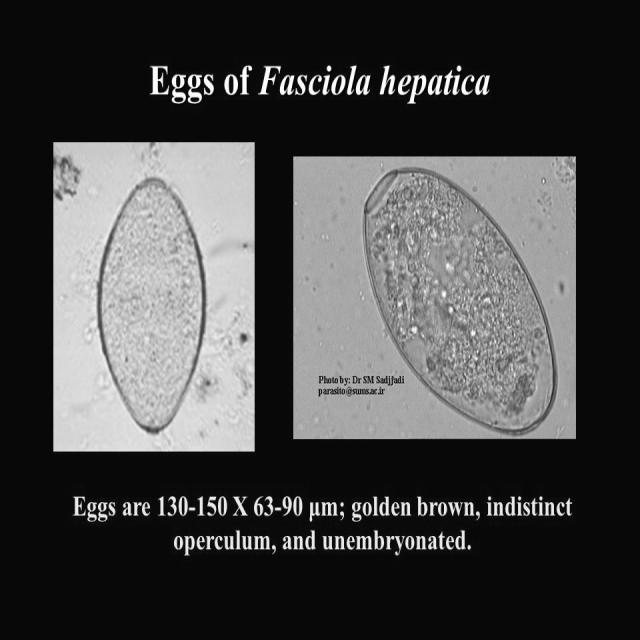 Eggs of Fasciola hepatica
Photo by: Dr SM Sadjjadi
parasito@sums.ac.ir
Eggs are 130-150 X 63-90 µm; golden brown, indistinct
operculum, and unembryonated.